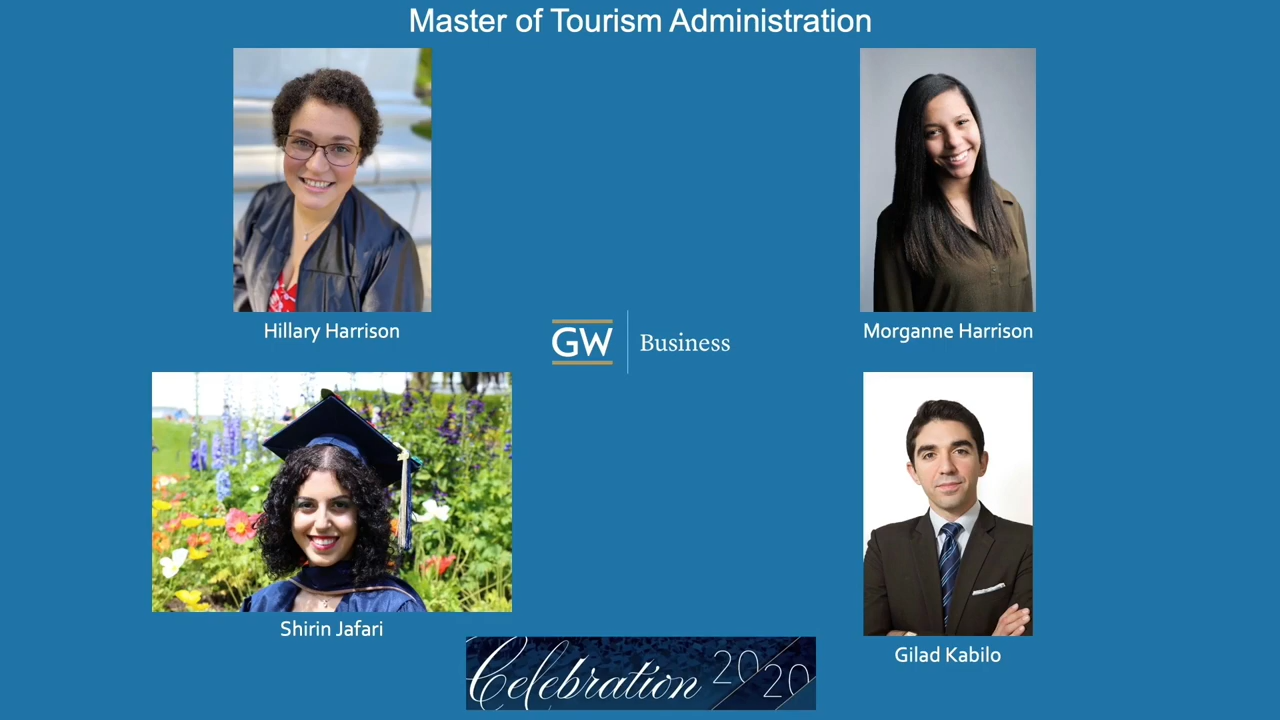 Master of Tourism Administration
Hillary Harrison
Morganne Harrison
GW Business
Shirin Jafari
Gilad Kabilo
Celebration 2020